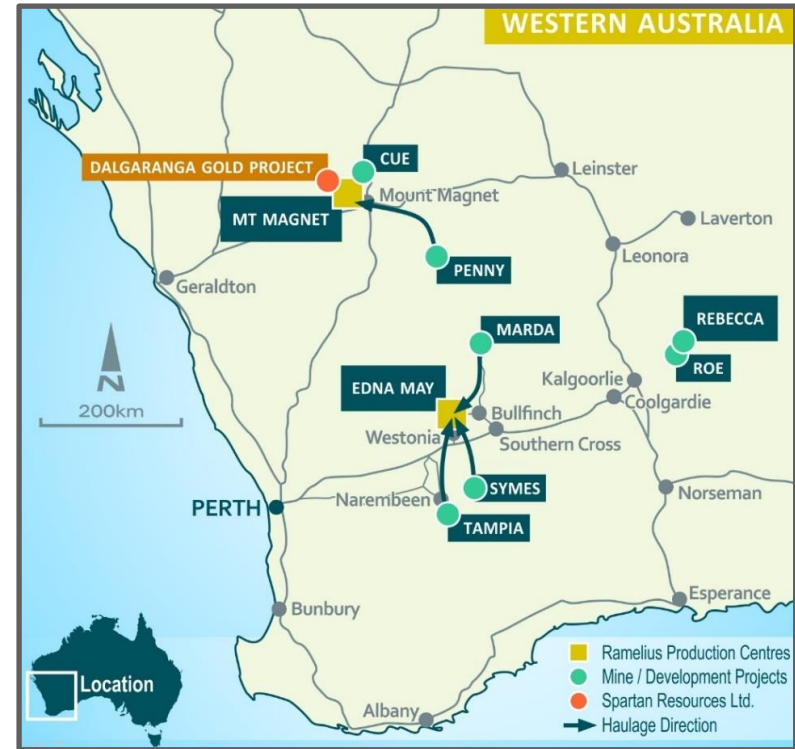 WESTERN AUSTRALIA
CUE
DALGARANGA GOLD PROJECT
Leinster
Mount Magnet
MT MAGNET
Laverton
Leonora
PENNY
Geraldton
REBECCA
MARDA
ROE
N
EDNA MAY
Kalgoorlie
200km
Bullfinch
Coolgardie
Westonia
Southern Cross
SYMES
Norseman
Narembeen
PERTH
TAMPIA
Esperance
Bunbury
Location
Albany
Ramelius Production Centres
Mine / Development Projects
Spartan Resources Ltd.
Haulage Direction